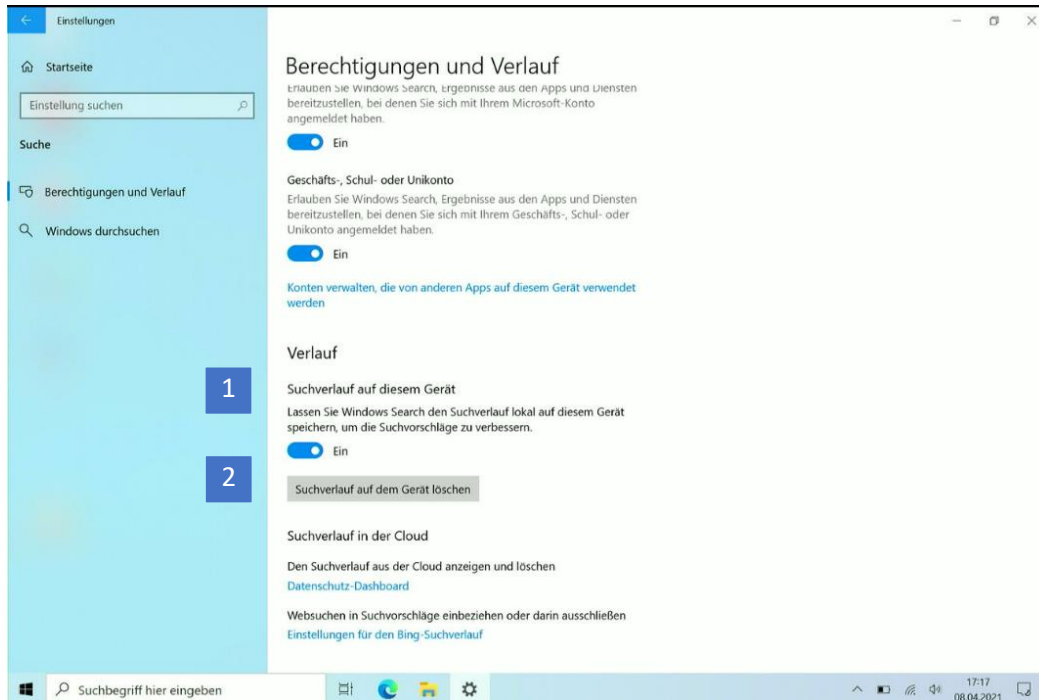 Einstellungen
Startseite
Einstellung suchen
Suche
Berechtigungen und Verlauf
Windows durchsuchen
Berechtigungen und Verlauf
Erlauben Sie Windows Search, Ergebnisse aus den Apps und Diensten
bereitzustellen, bei denen Sie sich mit Ihrem Microsoft-Konto
angemeldet haben.
Ein
Geschäfts-, Schul- oder Unikonto
Erlauben Sie Windows Search, Ergebnisse aus den Apps und Diensten
bereitzustellen, bei denen Sie sich mit Ihrem Geschäfts-, Schul- oder
Unikonto angemeldet haben.
Ein
Konten verwalten, die von anderen Apps auf diesem Gerät verwendet
werden
Verlauf
1
Suchverlauf auf diesem Gerät
Lassen Sie Windows Search den Suchverlauf lokal auf diesem Gerät
speichern, um die Suchvorschläge zu verbessern.
Ein
2
Suchverlauf auf dem Gerät löschen
Suchverlauf in der Cloud
Den Suchverlauf aus der Cloud anzeigen und löschen
Datenschutz-Dashboard
Websuchen in Suchvorschläge einbeziehen oder darin ausschließen
Einstellungen für den Bing-Suchverlauf
Suchbegriff hier eingeben
17:17
08.04.2021